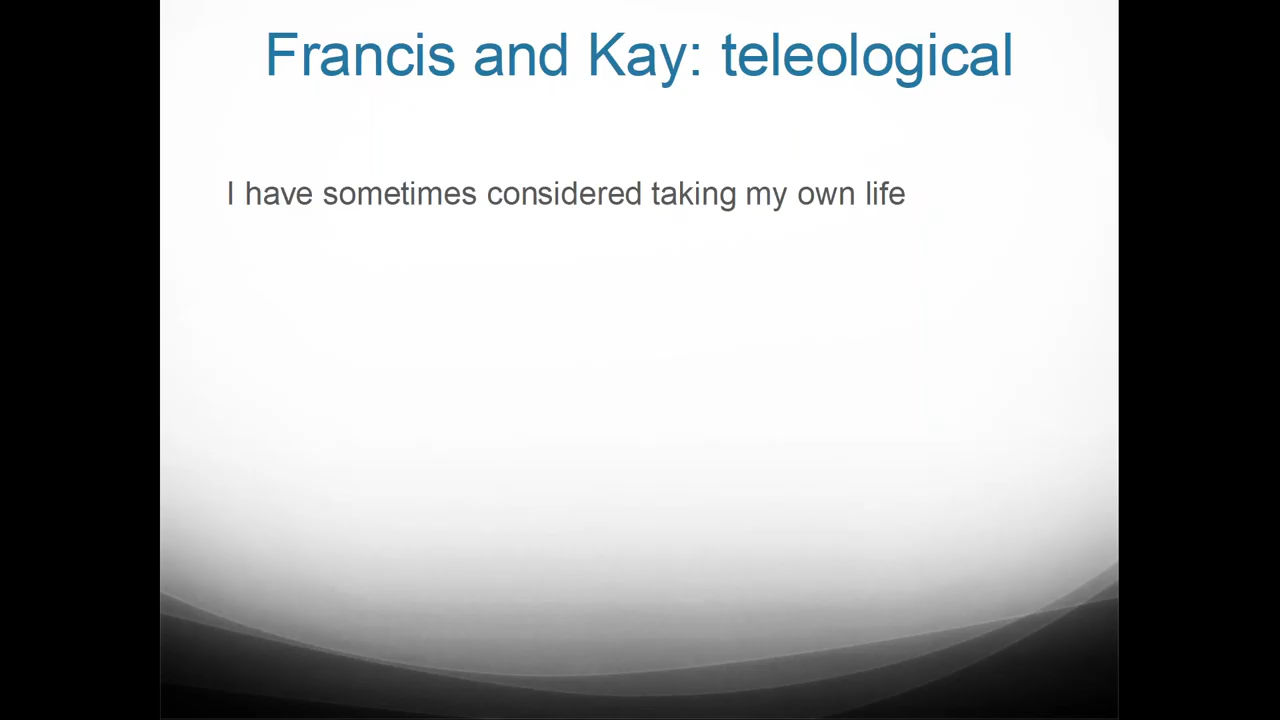 Francis and Kay: teleological
I have sometimes considered taking my own life